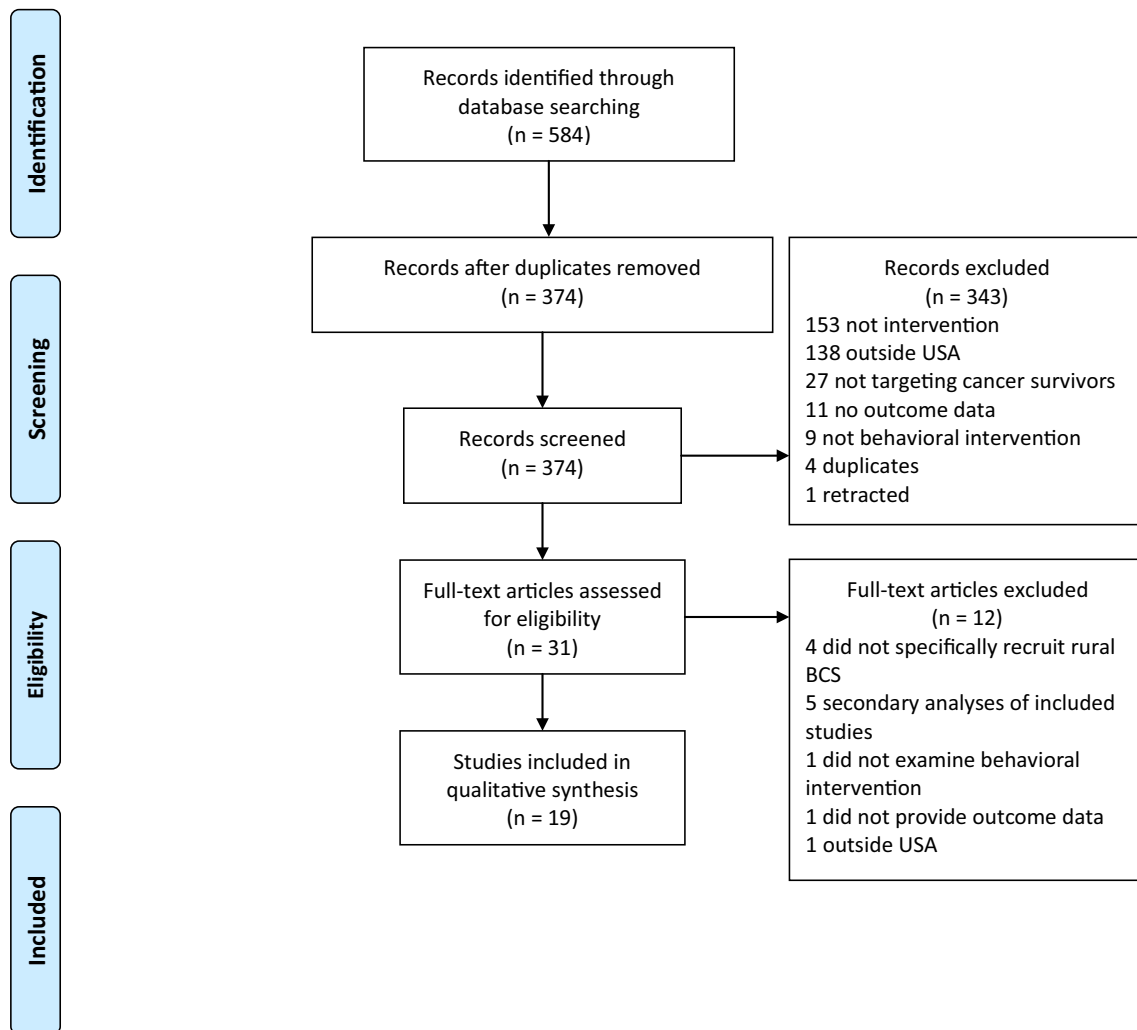 Identification
Records identified through
database searching
(n = 584)
Screening
Records after duplicates removed
(n = 374)
Records excluded
(n = 343)
153 not intervention
138 outside USA
27 not targeting cancer survivors
11 no outcome data
9 not behavioral intervention
4 duplicates
1 retracted
Records screened
(n = 374)
Eligibility
Full-text articles assessed
for eligibility
(n = 31)
Full-text articles excluded
(n = 12)
4 did not specifically recruit rural
BCS
5 secondary analyses of included
studies
1 did not examine behavioral
intervention
1 did not provide outcome data
1 outside USA
Studies included in
qualitative synthesis
(n = 19)
Included